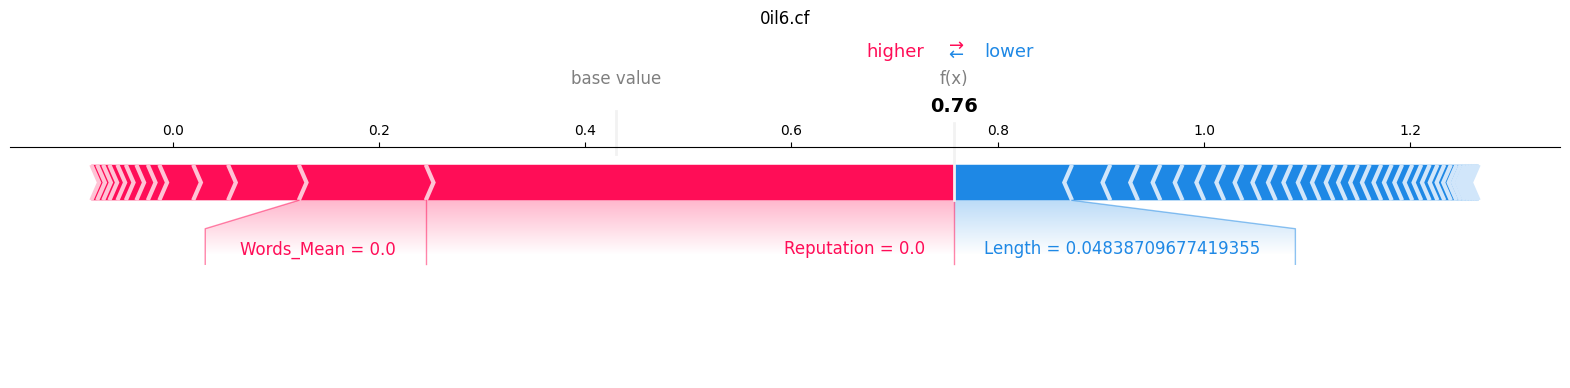 0il6.cf
higher → ← lower
base value f(x)
0.76
0.0 0.2 0.4 0.6 0.8 1.0 1.2
Words_Mean = 0.0 Reputation = 0.0 Length = 0.04838709677419355